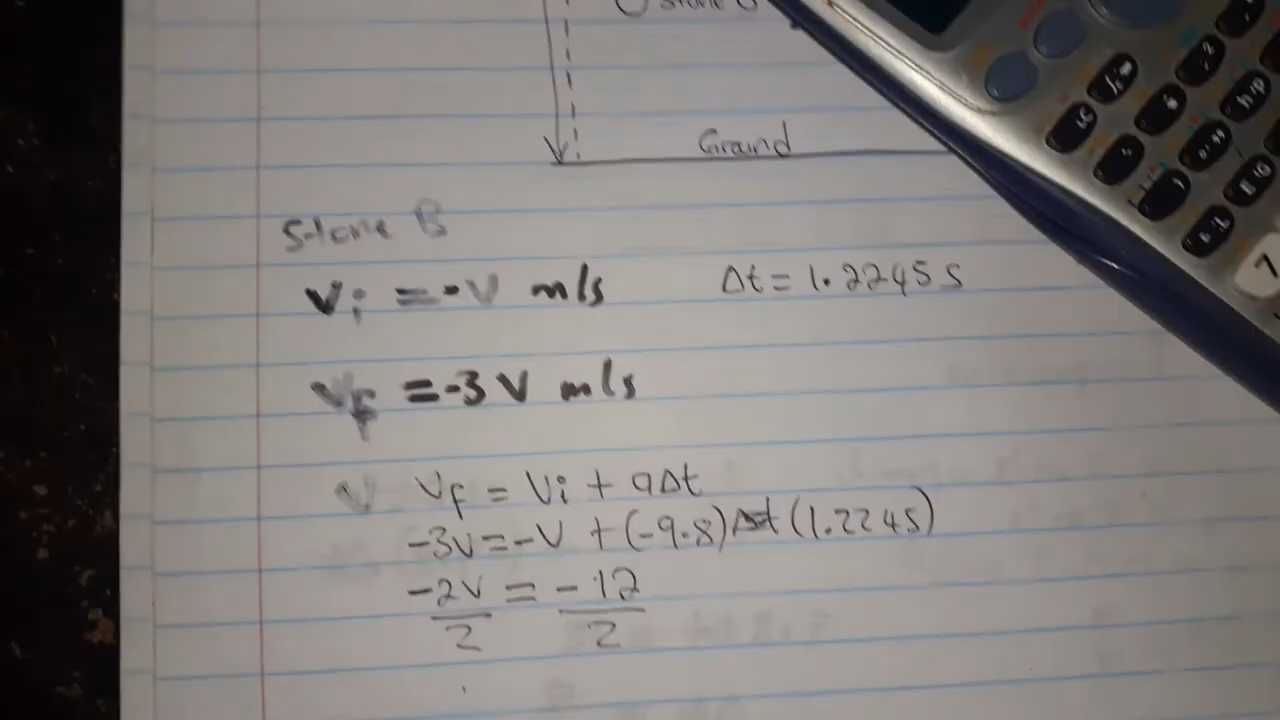 Ground
Stone B
Vi = -V m/s Δt = 1.2245 s
VF = -3V m/s
VF = Vi + aΔt
-3V = -V + (-9.8) (1.2245)
-2V = -12
2 2